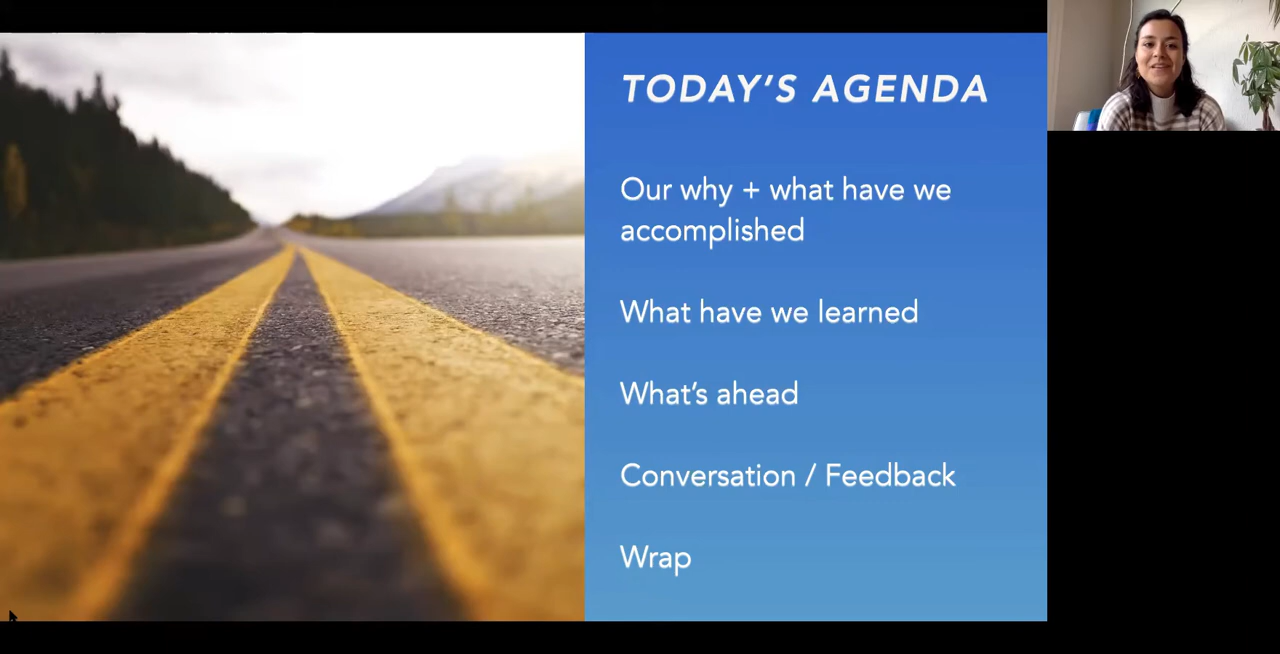 TODAY'S AGENDA
Our why + what have we
accomplished
What have we learned
What's ahead
Conversation / Feedback
Wrap